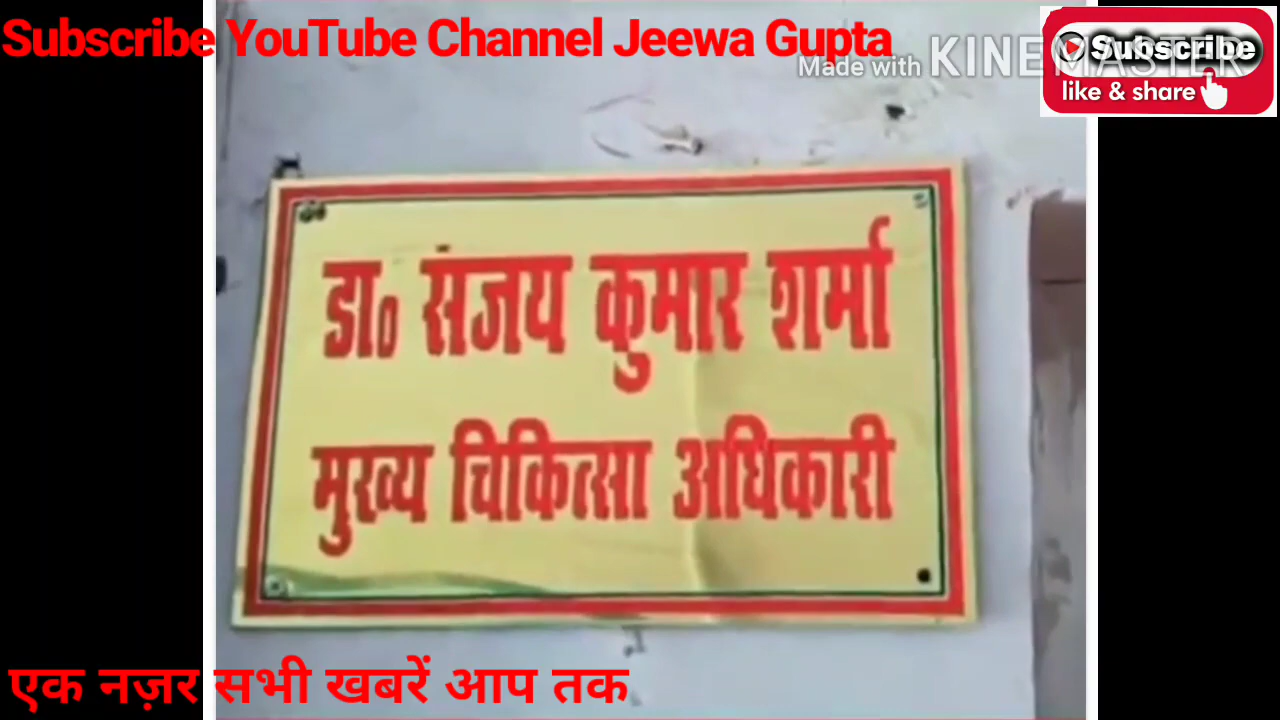 Subscribe YouTube Channel Jeewa Gupta
Made with KINEMASTER
Subscribe
like & share
डा० संजय कुमार शर्मा
मुख्य चिकित्सा अधिकारी
एक नज़र सभी खबरें आप तक